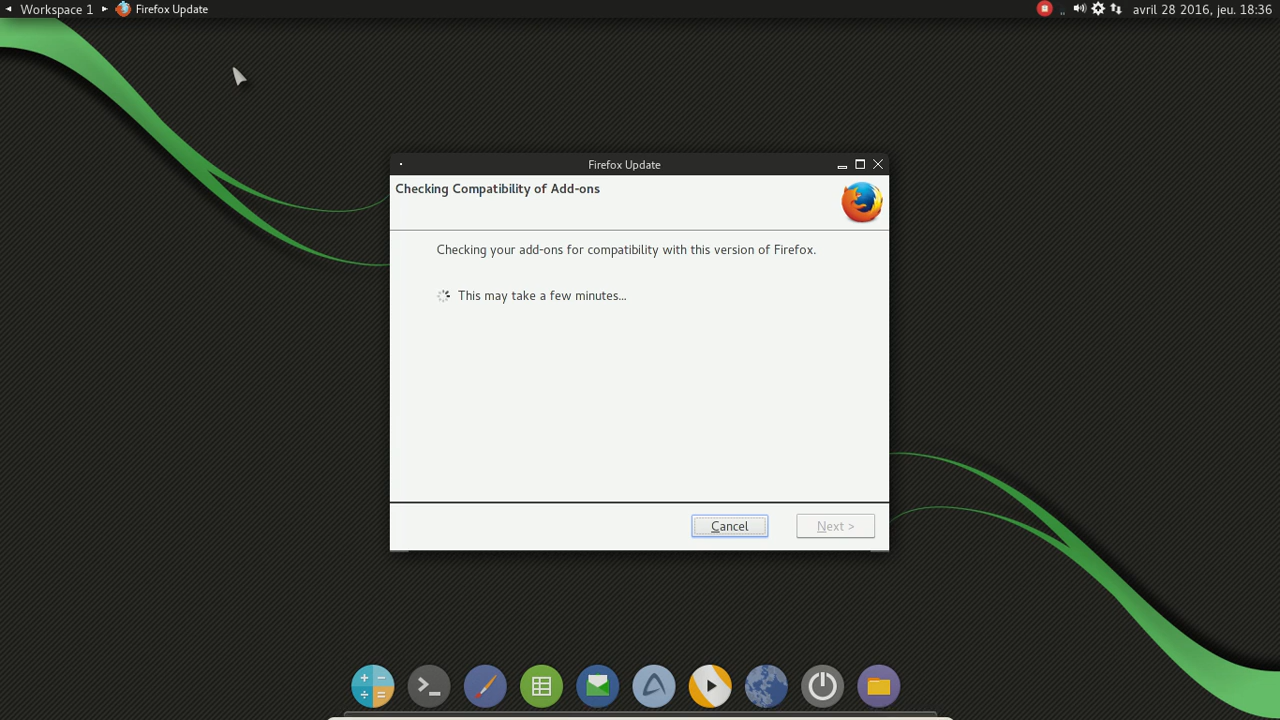 Workspace 1 Firefox Update avril 28 2016, jeu. 18:36
Firefox Update
Checking Compatibility of Add-ons
Checking your add-ons for compatibility with this version of Firefox.
This may take a few minutes...
Cancel Next >